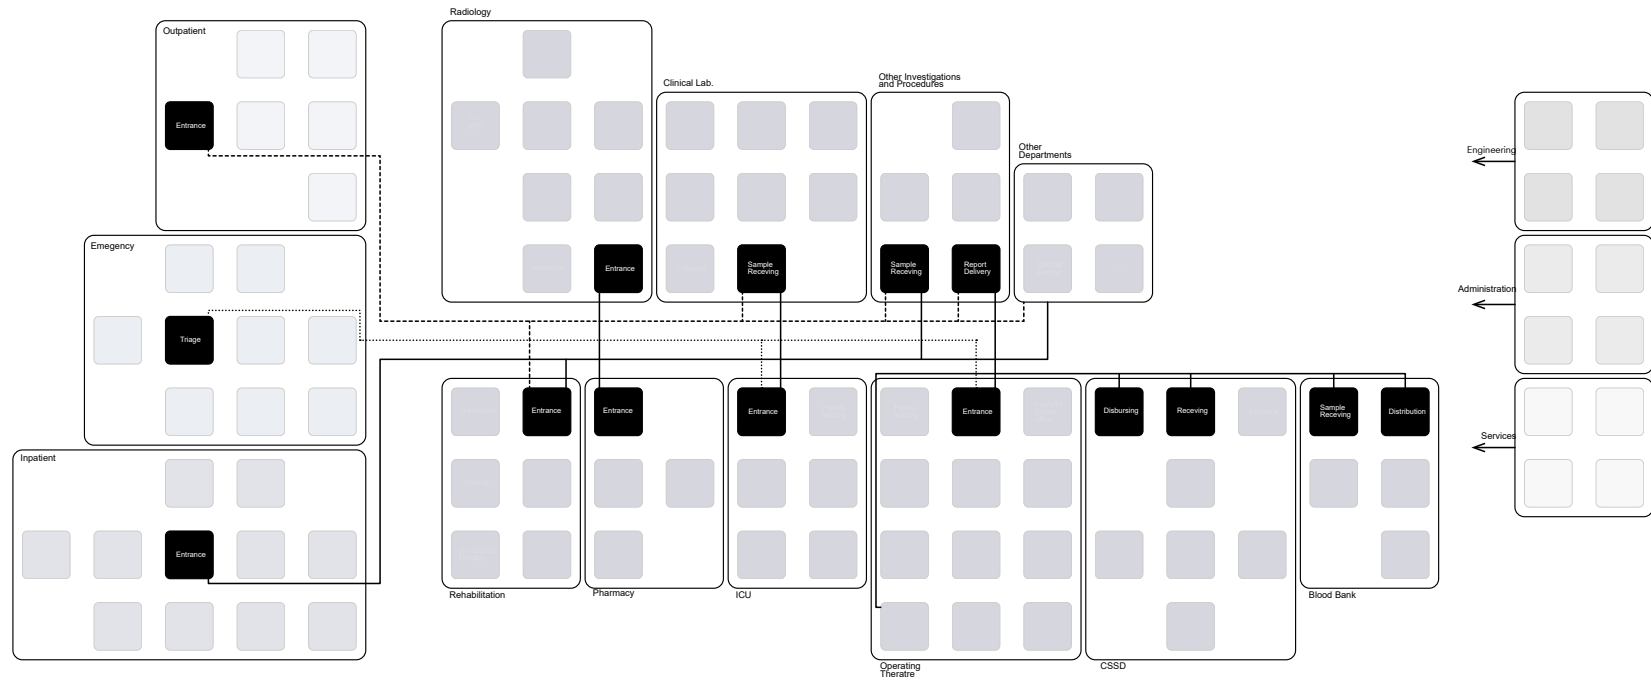 Radiology
Outpatient
Other Investigations
and Procedures
Clinical Lab.
Entrance
Other
Departments
Engineering
Emegency
Entrance
Sample
Receving
Sample
Receving
Report
Delivery
Administration
Triage
Entrance
Entrance
Entrance
Entrance
Disbursing
Receving
Sample
Receving
Distribution
Services
Inpatient
Entrance
Rehabilitation
Pharmacy
ICU
Blood Bank
Operating
Theratre
CSSD